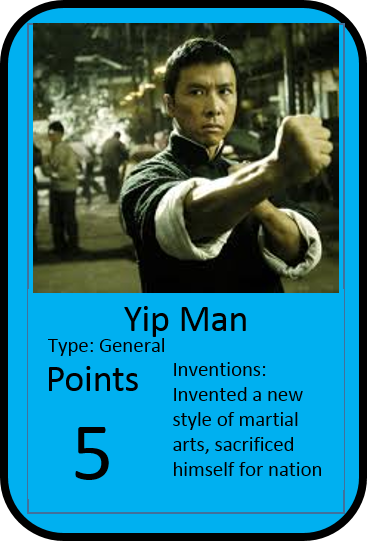 Yip Man
Type: General
Points
5
Inventions:
Invented a new
style of martial
arts, sacrificed
himself for nation